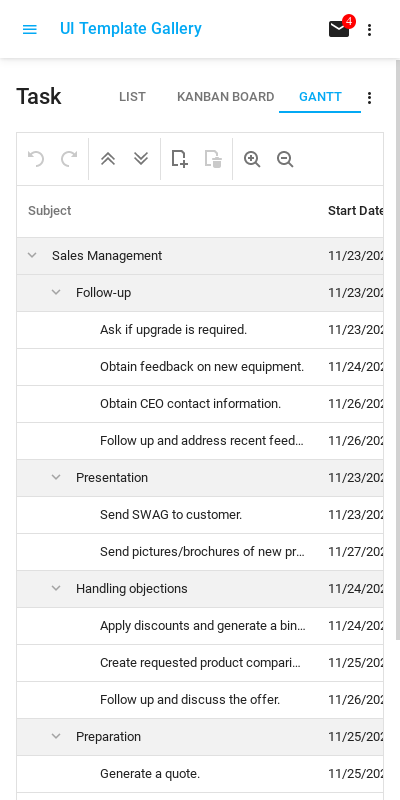 UI Template Gallery
4
Task
LIST
KANBAN BOARD
GANTT
Subject
Start Date
Sales Management
11/23/202
Follow-up
11/23/202
Ask if upgrade is required.
11/23/202
Obtain feedback on new equipment.
11/24/202
Obtain CEO contact information.
11/26/202
Follow up and address recent feed...
11/26/202
Presentation
11/23/202
Send SWAG to customer.
11/23/202
Send pictures/brochures of new pr...
11/27/202
Handling objections
11/24/202
Apply discounts and generate a bin...
11/24/202
Create requested product compari...
11/25/202
Follow up and discuss the offer.
11/26/202
Preparation
11/25/202
Generate a quote.
11/25/202